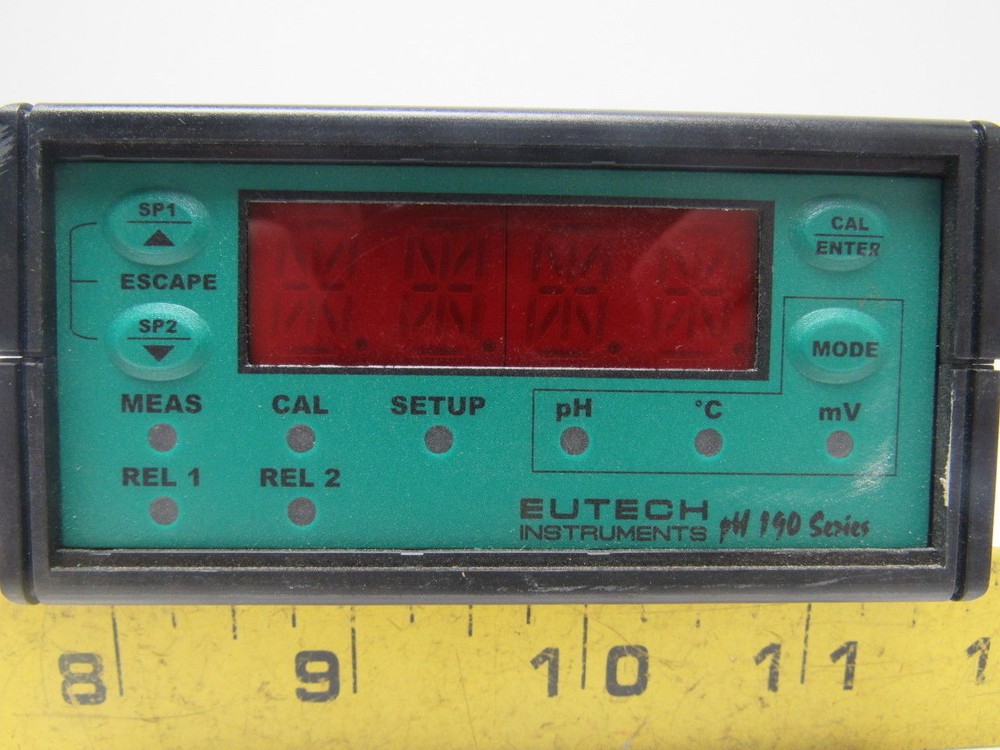 SP1
CAL
ENTER
ESCAPE
SP2
MODE
MEAS CAL SETUP pH °C mV
REL 1 REL 2
EUTECH
INSTRUMENTS pH 190 Series
8 9 10 11 1